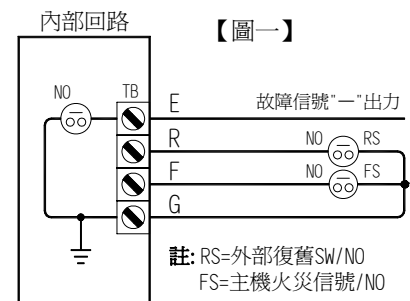 內部回路
【圖一】
NO
TB
E
故障信號"－"出力
R
NO
RS
F
NO
FS
G
註: RS=外部復舊SW/NO
FS=主機火災信號/NO